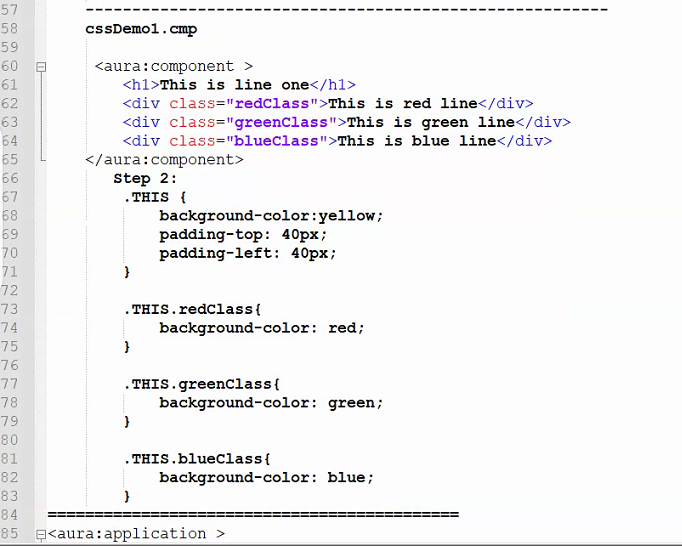 57 --------------------------------------------------------
58 cssDemo1.cmp
59
60 <aura:component >
61 <h1>This is line one</h1>
62 <div class="redClass">This is red line</div>
63 <div class="greenClass">This is green line</div>
64 <div class="blueClass">This is blue line</div>
65 </aura:component>
66 Step 2:
67 .THIS {
68 background-color:yellow;
69 padding-top: 40px;
70 padding-left: 40px;
71 }
72
73 .THIS.redClass{
74 background-color: red;
75 }
76
77 .THIS.greenClass{
78 background-color: green;
79 }
80
81 .THIS.blueClass{
82 background-color: blue;
83 }
84 ============================================
85 <aura:application >